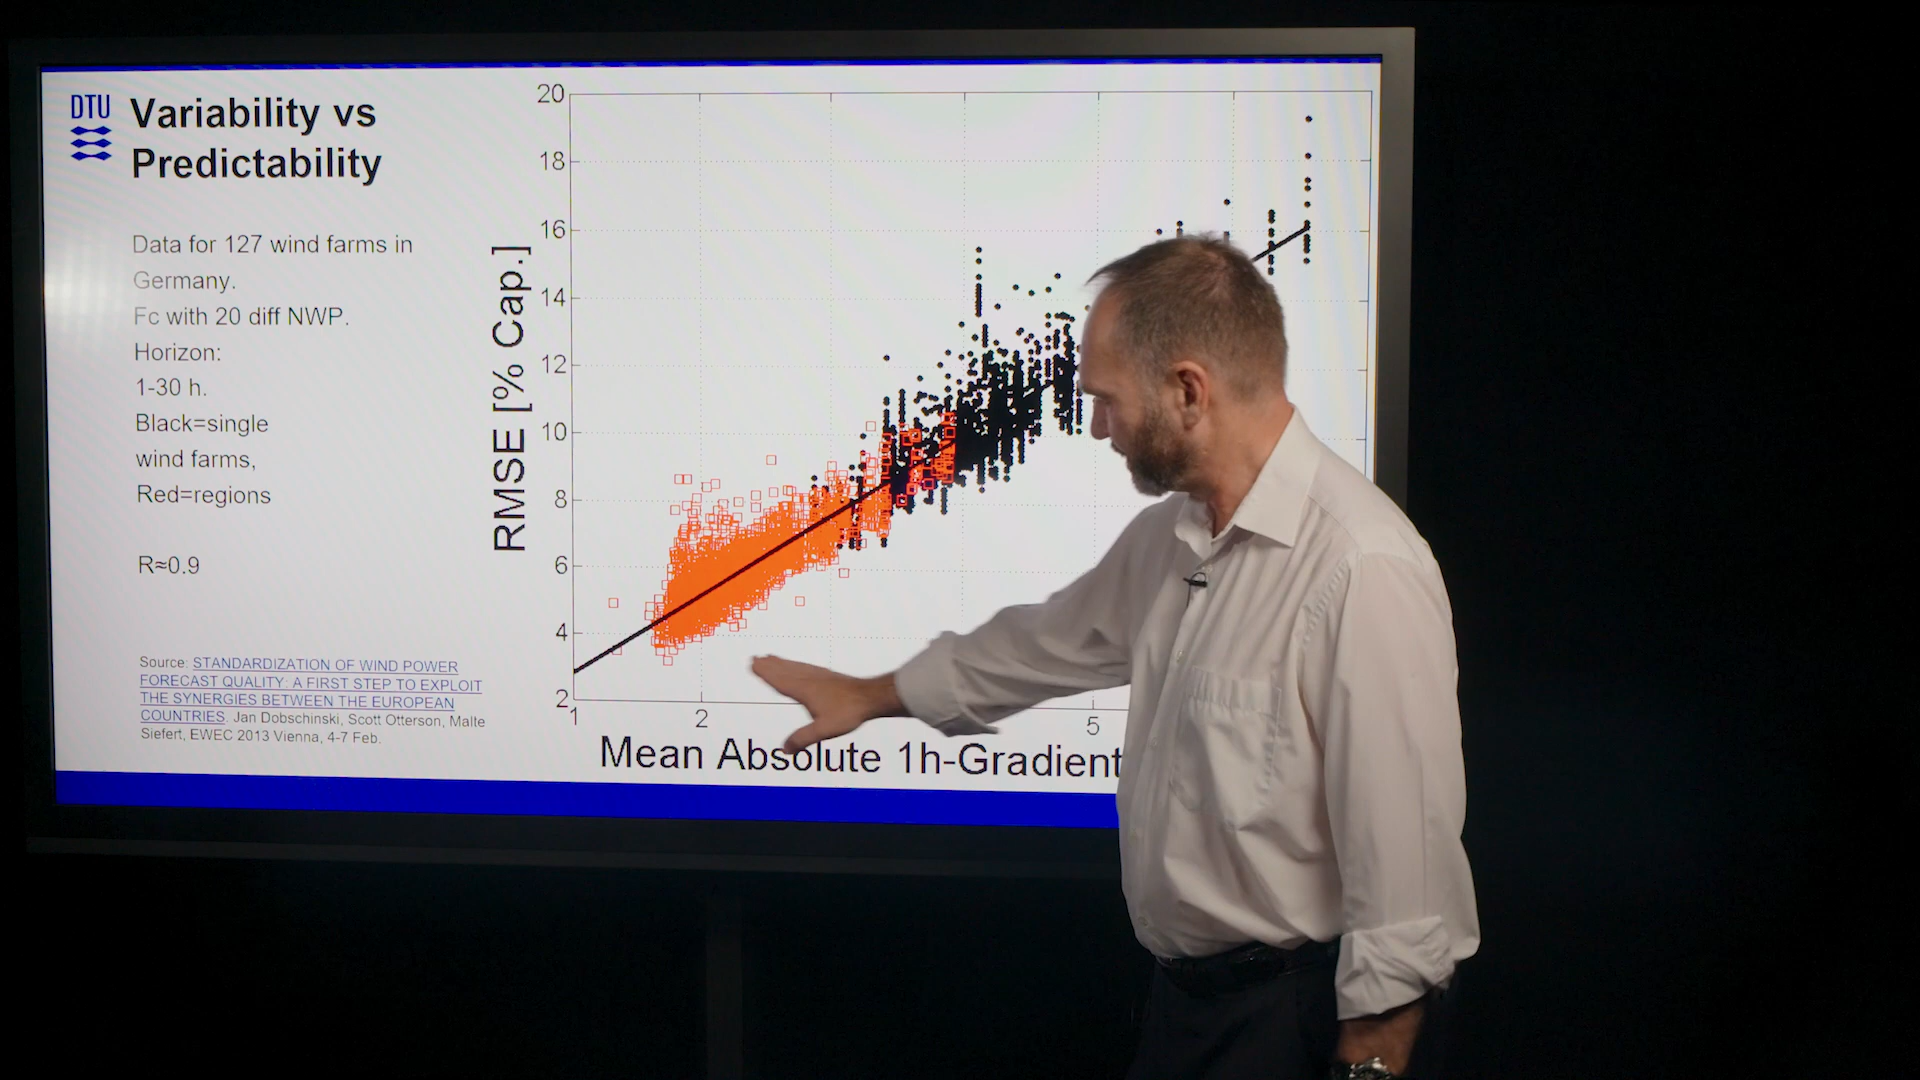 DTU
Variability vs
Predictability
Data for 127 wind farms in
Germany.
Fc with 20 diff NWP.
Horizon:
1-30 h.
Black=single
wind farms,
Red=regions
R≈0.9
Source: STANDARDIZATION OF WIND POWER
FORECAST QUALITY: A FIRST STEP TO EXPLOIT
THE SYNERGIES BETWEEN THE EUROPEAN
COUNTRIES. Jan Dobschinski, Scott Otterson, Malte
Siefert, EWEC 2013 Vienna, 4-7 Feb.
RMSE [% Cap.]
20
18
16
14
12
10
8
6
4
2
1 2 5
Mean Absolute 1h-Gradient